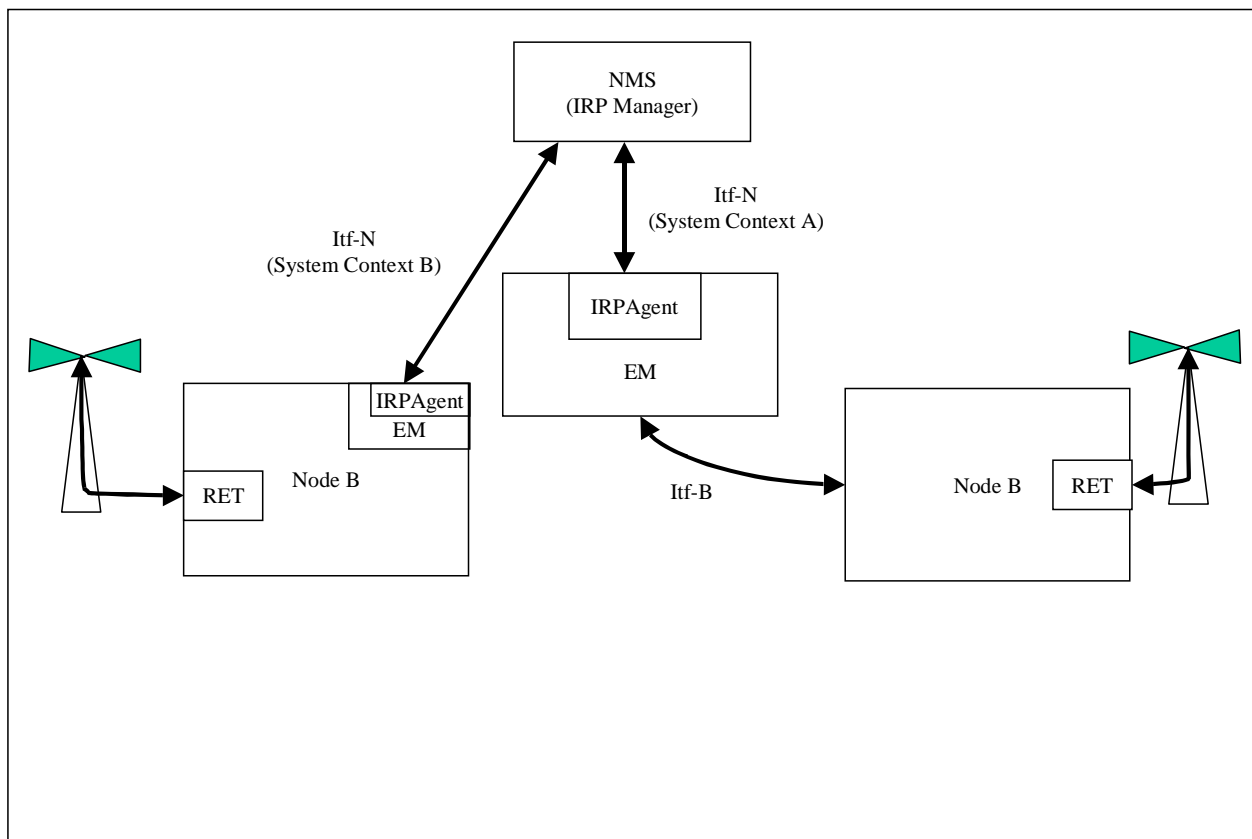 NMS
(IRP Manager)
Itf-N
(System Context A)
Itf-N
(System Context B)
IRPAgent
EM
IRPAgent
EM
Node B
RET
Itf-B
Node B
RET